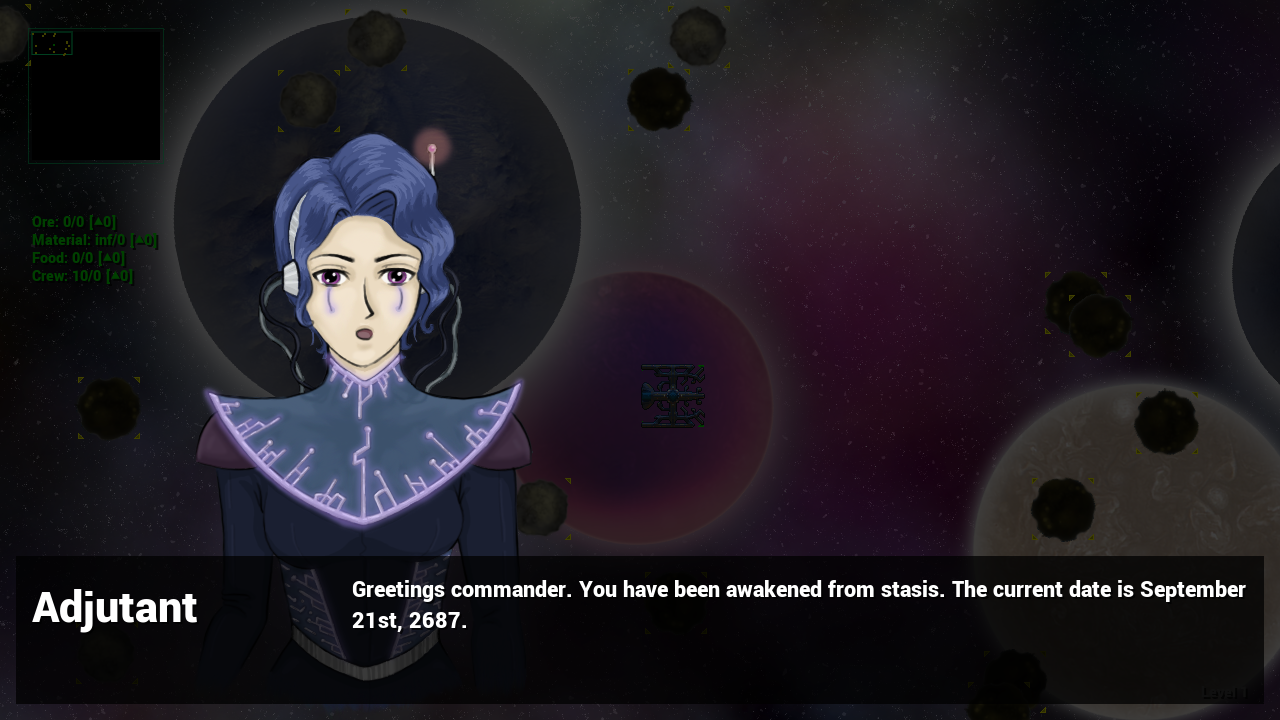 Ore: 0/0 [▲0]
Material: inf/0 [▲0]
Food: 0/0 [▲0]
Crew: 10/0 [▲0]
Adjutant
Greetings commander. You have been awakened from stasis. The current date is September
21st, 2687.